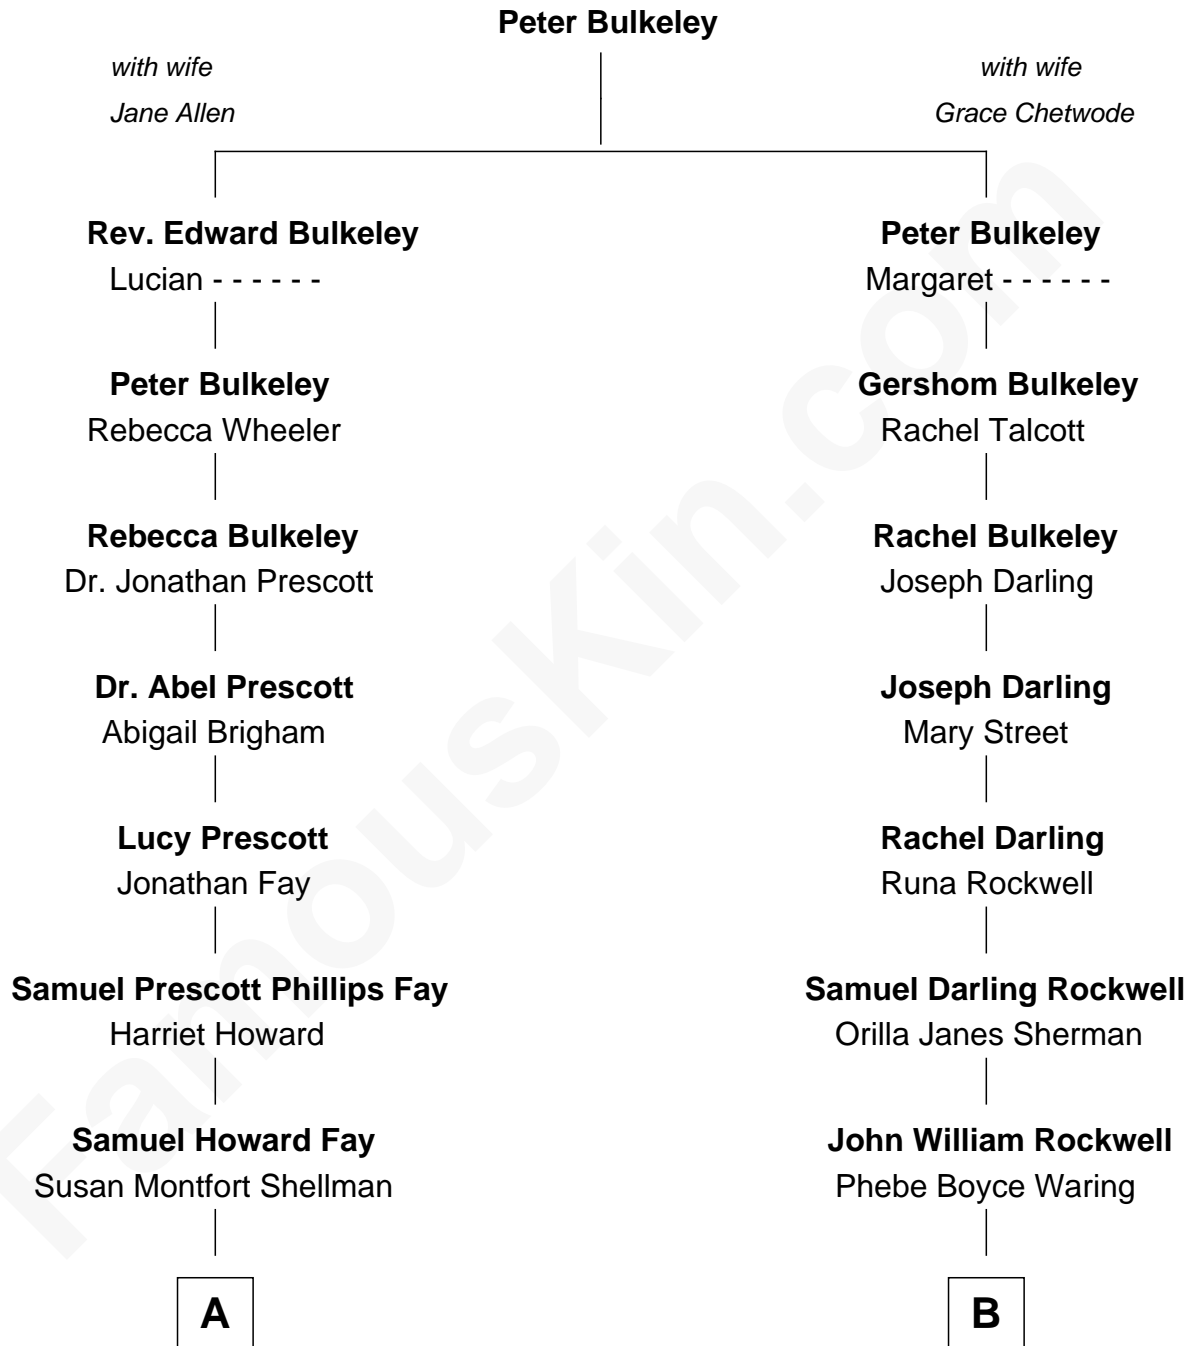 Peter Bulkeley
with wife
Jane Allen
with wife
Grace Chetwode
Rev. Edward Bulkeley
Lucian - - - - - -
Peter Bulkeley
Margaret - - - - - -
Peter Bulkeley
Rebecca Wheeler
Gershom Bulkeley
Rachel Talcott
Rebecca Bulkeley
Dr. Jonathan Prescott
Rachel Bulkeley
Joseph Darling
Dr. Abel Prescott
Abigail Brigham
Joseph Darling
Mary Street
Lucy Prescott
Jonathan Fay
Rachel Darling
Runa Rockwell
Samuel Prescott Phillips Fay
Harriet Howard
Samuel Darling Rockwell
Orilla Janes Sherman
Samuel Howard Fay
Susan Montfort Shellman
John William Rockwell
Phebe Boyce Waring
A
B
FamousKin.com